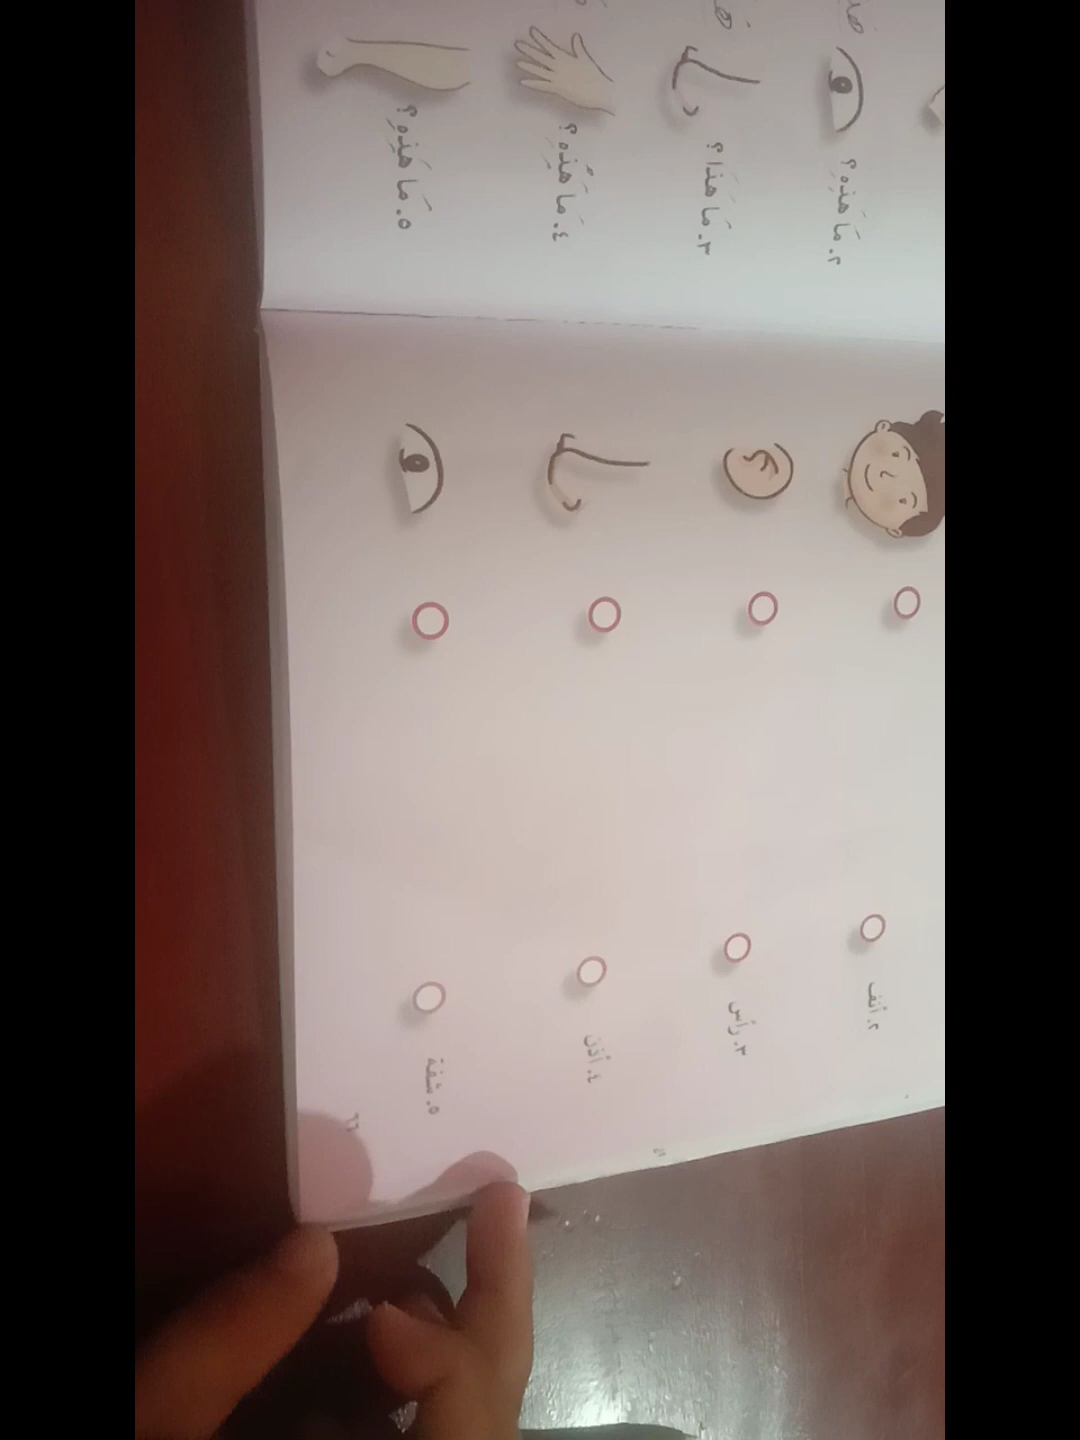 ٢. مَا هَذِهِ؟
٣. مَا هَذَا؟
٤. مَا هَذِهِ؟
٥. مَا هَذِهِ؟
٢. أنف
٣. رأس
٤. أذن
٥. شفة